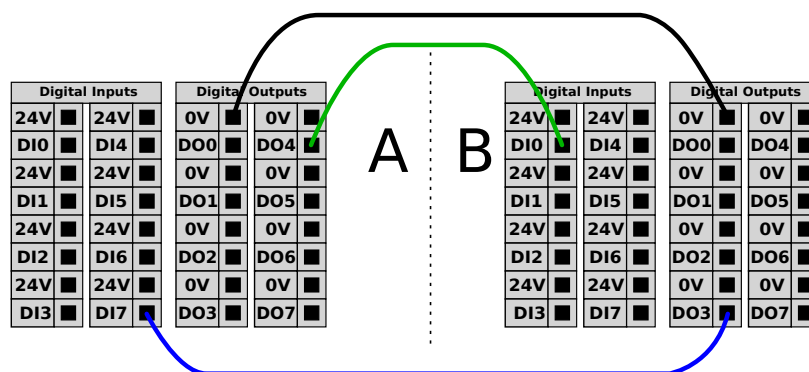 Digital Inputs Digital Outputs Digital Inputs Digital Outputs
24V 24V 0V 0V 24V 24V 0V 0V
DI0 DI4 DO0 DO4 A B DI0 DI4 DO0 DO4
24V 24V 0V 0V 24V 24V 0V 0V
DI1 DI5 DO1 DO5 DI1 DI5 DO1 DO5
24V 24V 0V 0V 24V 24V 0V 0V
DI2 DI6 DO2 DO6 DI2 DI6 DO2 DO6
24V 24V 0V 0V 24V 24V 0V 0V
DI3 DI7 DO3 DO7 DI3 DI7 DO3 DO7